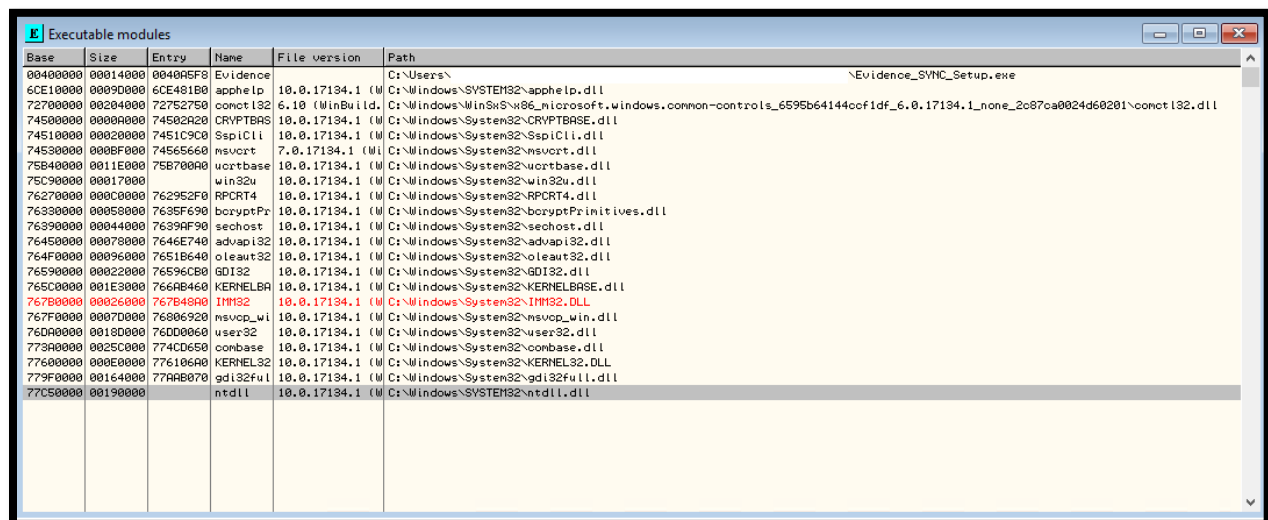 E Executable modules
Base Size Entry Name File version Path
00400000 00014000 0040A5F8 Evidence C:\Users\ \Evidence_SYNC_Setup.exe
6CE10000 0009D000 6CE481B0 apphelp 10.0.17134.1 (W C:\Windows\SYSTEM32\apphelp.dll
72700000 00204000 72752750 comctl32 6.10 (WinBuild. C:\Windows\WinSxS\x86_microsoft.windows.common-controls_6595b64144ccf1df_6.0.17134.1_none_2c87ca0024d60201\comctl32.dll
74500000 0000A000 74502A20 CRYPTBAS 10.0.17134.1 (W C:\Windows\System32\CRYPTBASE.dll
74510000 00020000 7451C9C0 SspiCli 10.0.17134.1 (W C:\Windows\System32\SspiCli.dll
74530000 000BF000 74565660 msvcrt 7.0.17134.1 (Wi C:\Windows\System32\msvcrt.dll
75B40000 0011E000 75B700A0 ucrtbase 10.0.17134.1 (W C:\Windows\System32\ucrtbase.dll
75C90000 00017000 win32u 10.0.17134.1 (W C:\Windows\System32\win32u.dll
76270000 000C0000 762952F0 RPCRT4 10.0.17134.1 (W C:\Windows\System32\RPCRT4.dll
76330000 00058000 7635F690 bcryptPr 10.0.17134.1 (W C:\Windows\System32\bcryptPrimitives.dll
76390000 00044000 7639AF90 sechost 10.0.17134.1 (W C:\Windows\System32\sechost.dll
76450000 00078000 7646E740 advapi32 10.0.17134.1 (W C:\Windows\System32\advapi32.dll
764F0000 00096000 7651B640 oleaut32 10.0.17134.1 (W C:\Windows\System32\oleaut32.dll
76590000 00022000 76596CB0 GDI32 10.0.17134.1 (W C:\Windows\System32\GDI32.dll
765C0000 001E3000 766AB460 KERNELBA 10.0.17134.1 (W C:\Windows\System32\KERNELBASE.dll
767B0000 00026000 767B48A0 IMM32 10.0.17134.1 (W C:\Windows\System32\IMM32.DLL
767F0000 0007D000 76806920 msvcp_wi 10.0.17134.1 (W C:\Windows\System32\msvcp_win.dll
76DA0000 0018D000 76DD0060 user32 10.0.17134.1 (W C:\Windows\System32\user32.dll
773A0000 0025C000 774CD650 combase 10.0.17134.1 (W C:\Windows\System32\combase.dll
77600000 000E0000 776106A0 KERNEL32 10.0.17134.1 (W C:\Windows\System32\KERNEL32.DLL
779F0000 00164000 77AAB070 gdi32ful 10.0.17134.1 (W C:\Windows\System32\gdi32full.dll
77C50000 00190000 ntdll 10.0.17134.1 (W C:\Windows\SYSTEM32\ntdll.dll